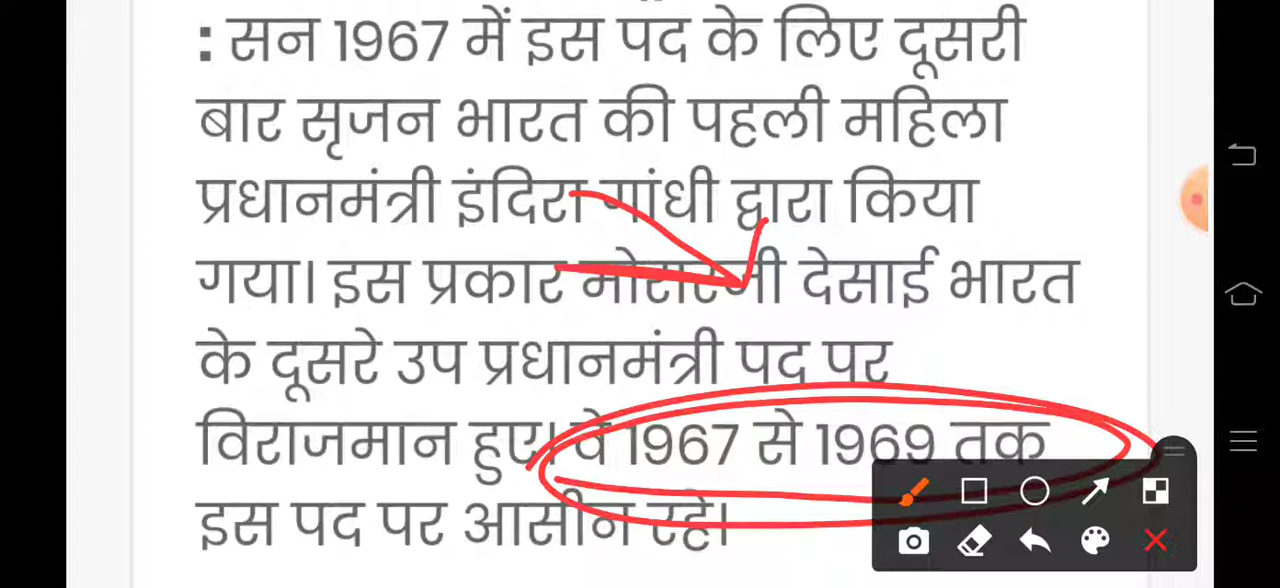 : सन 1967 में इस पद के लिए दूसरी
बार सृजन भारत की पहली महिला
प्रधानमंत्री इंदिरा गांधी द्वारा किया
गया। इस प्रकार मोरारजी देसाई भारत
के दूसरे उप प्रधानमंत्री पद पर
विराजमान हुए। वे 1967 से 1969 तक
इस पद पर आसीन रहे।